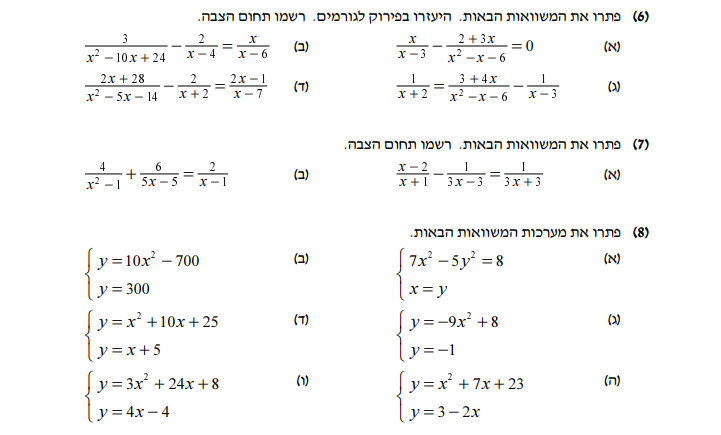 (6) פתרו את המשוואות הבאות. היעזרו בפירוק לגורמים. רשמו תחום הצבה.
(א) x/(x − 3) − (2 + 3x)/(x² − x − 6) = 0 (ב) 3/(x² − 10x + 24) − 2/(x − 4) = x/(x − 6)
(ג) 1/(x + 2) = (3 + 4x)/(x² − x − 6) − 1/(x − 3) (ד) (2x + 28)/(x² − 5x − 14) − 2/(x + 2) = (2x − 1)/(x − 7)
(7) פתרו את המשוואות הבאות. רשמו תחום הצבה.
(א) (x − 2)/(x + 1) − 1/(3x − 3) = 1/(3x + 3) (ב) 4/(x² − 1) + 6/(5x − 5) = 2/(x − 1)
(8) פתרו את מערכות המשוואות הבאות.
(א) { 7x² − 5y² = 8 (ב) { y = 10x² − 700
x = y y = 300
(ג) { y = −9x² + 8 (ד) { y = x² + 10x + 25
y = −1 y = x + 5
(ה) { y = x² + 7x + 23 (ו) { y = 3x² + 24x + 8
y = 3 − 2x y = 4x − 4